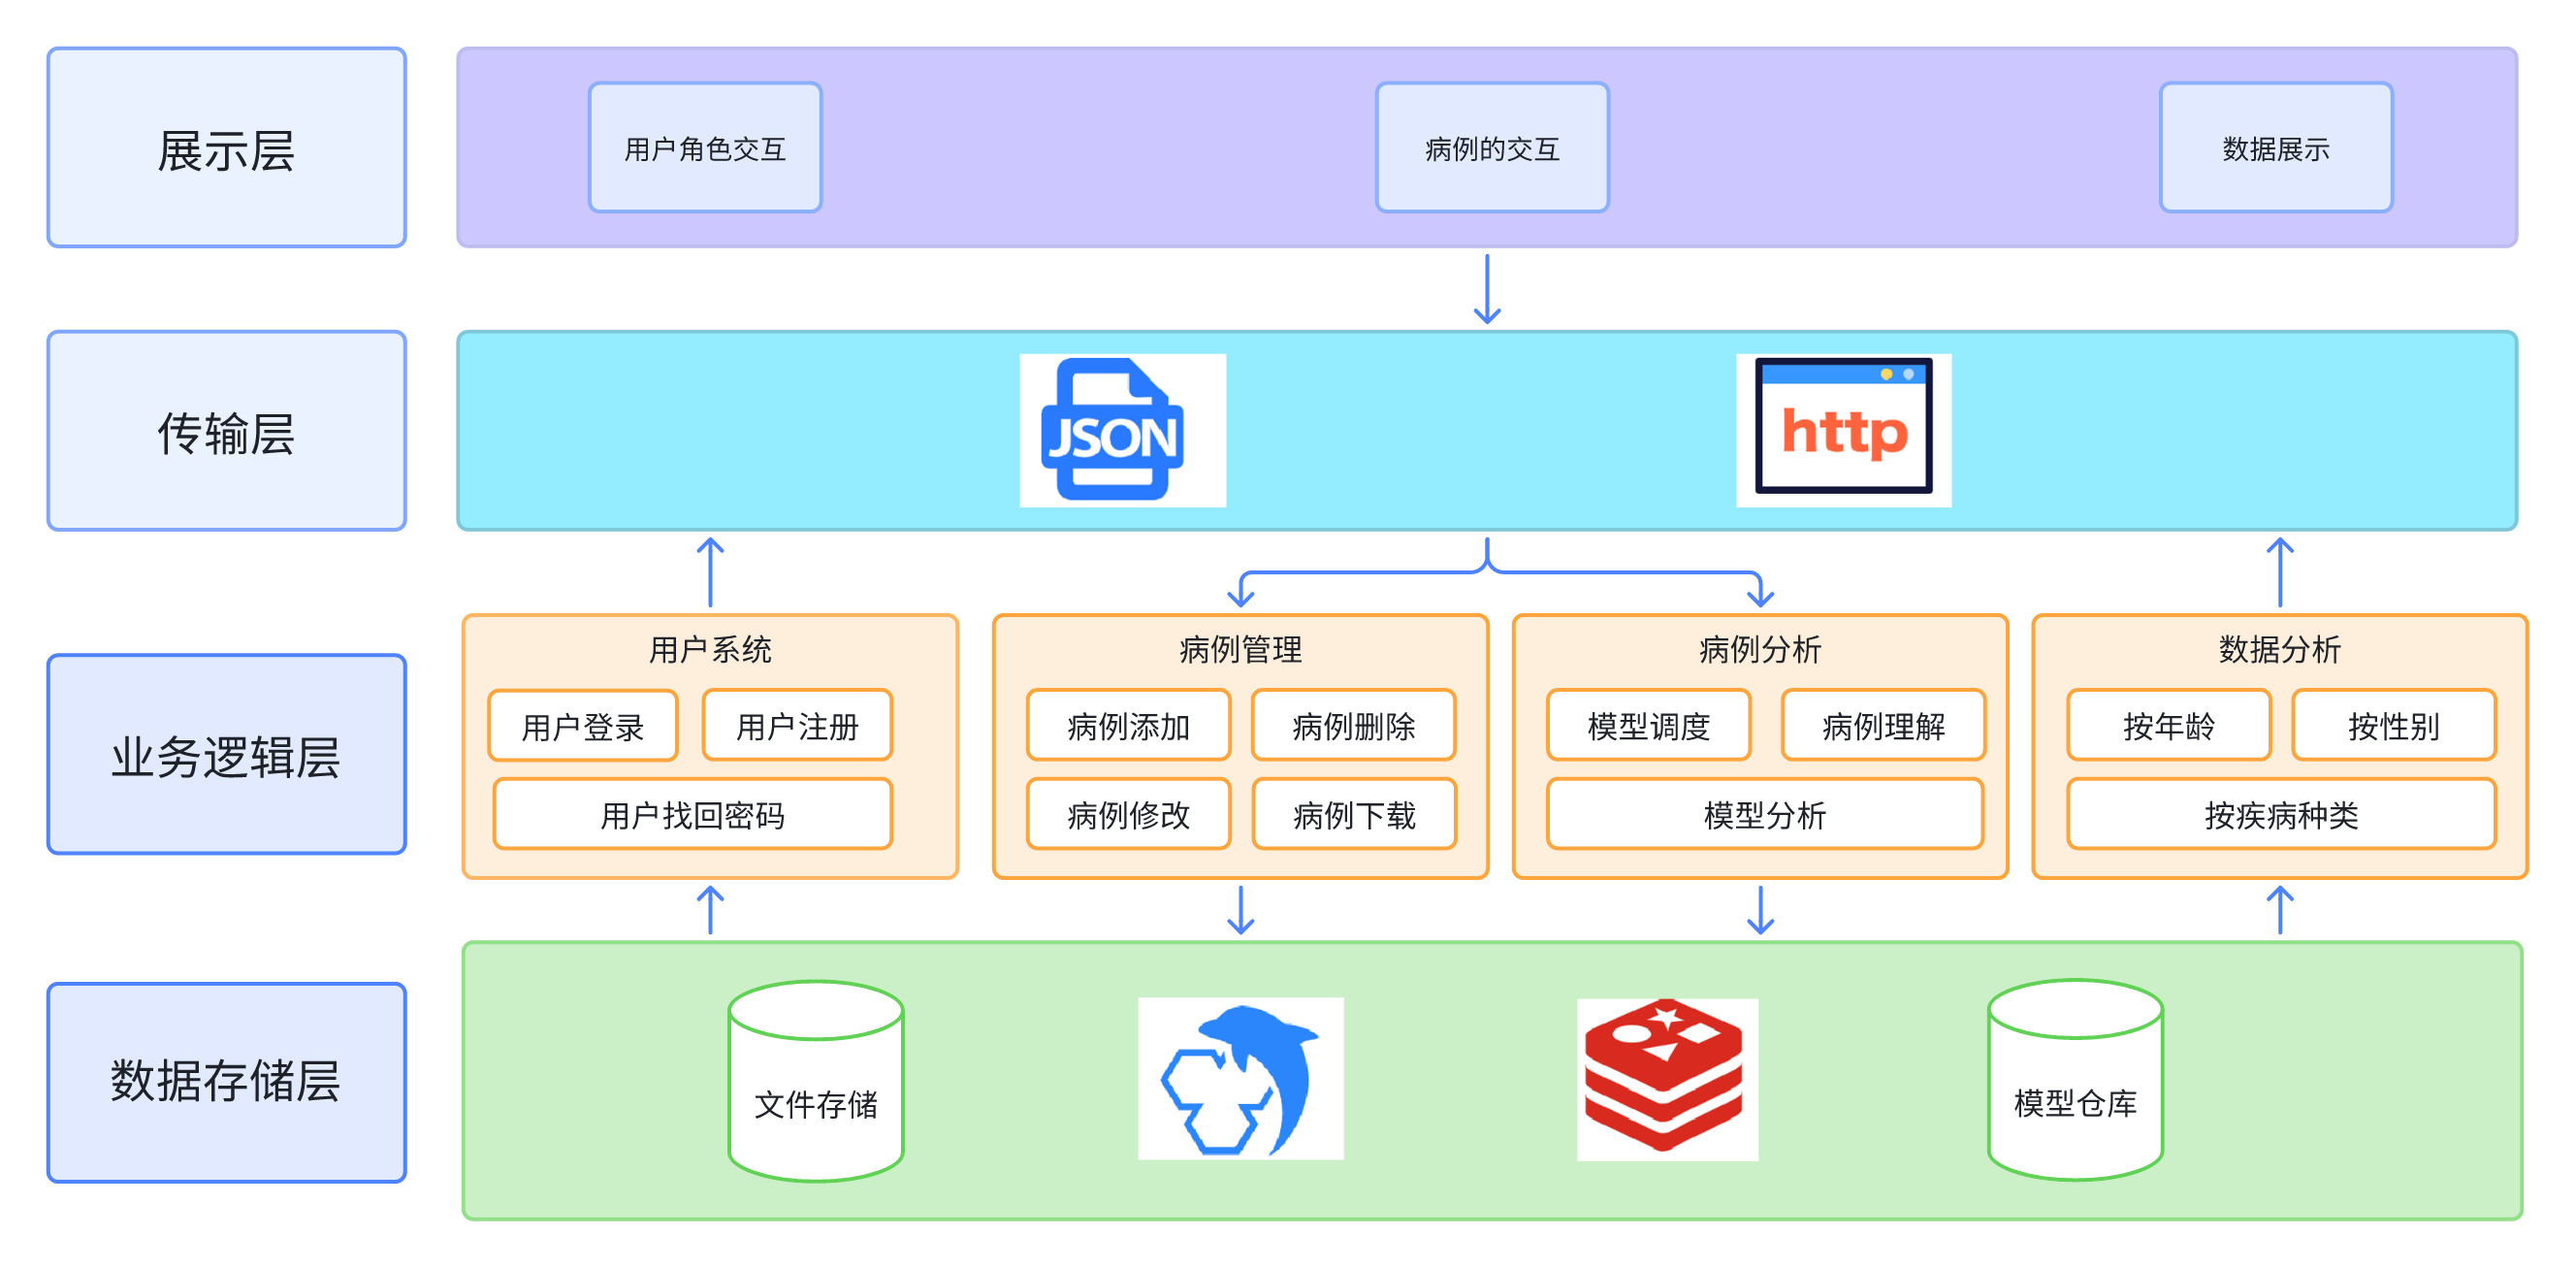 展示层
用户角色交互
病例的交互
数据展示
传输层
JSON
http
业务逻辑层
用户系统
用户登录
用户注册
用户找回密码
病例管理
病例添加
病例删除
病例修改
病例下载
病例分析
模型调度
病例理解
模型分析
数据分析
按年龄
按性别
按疾病种类
数据存储层
文件存储
模型仓库